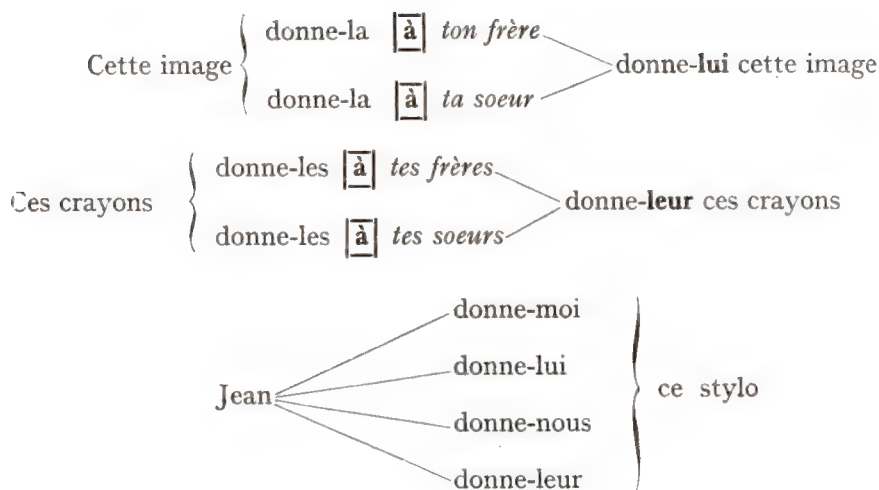 donne-la à ton frère
Cette image donne-lui cette image
donne-la à ta soeur
donne-les à tes frères
Ces crayons donne-leur ces crayons
donne-les à tes soeurs
donne-moi
donne-lui
Jean ce stylo
donne-nous
donne-leur